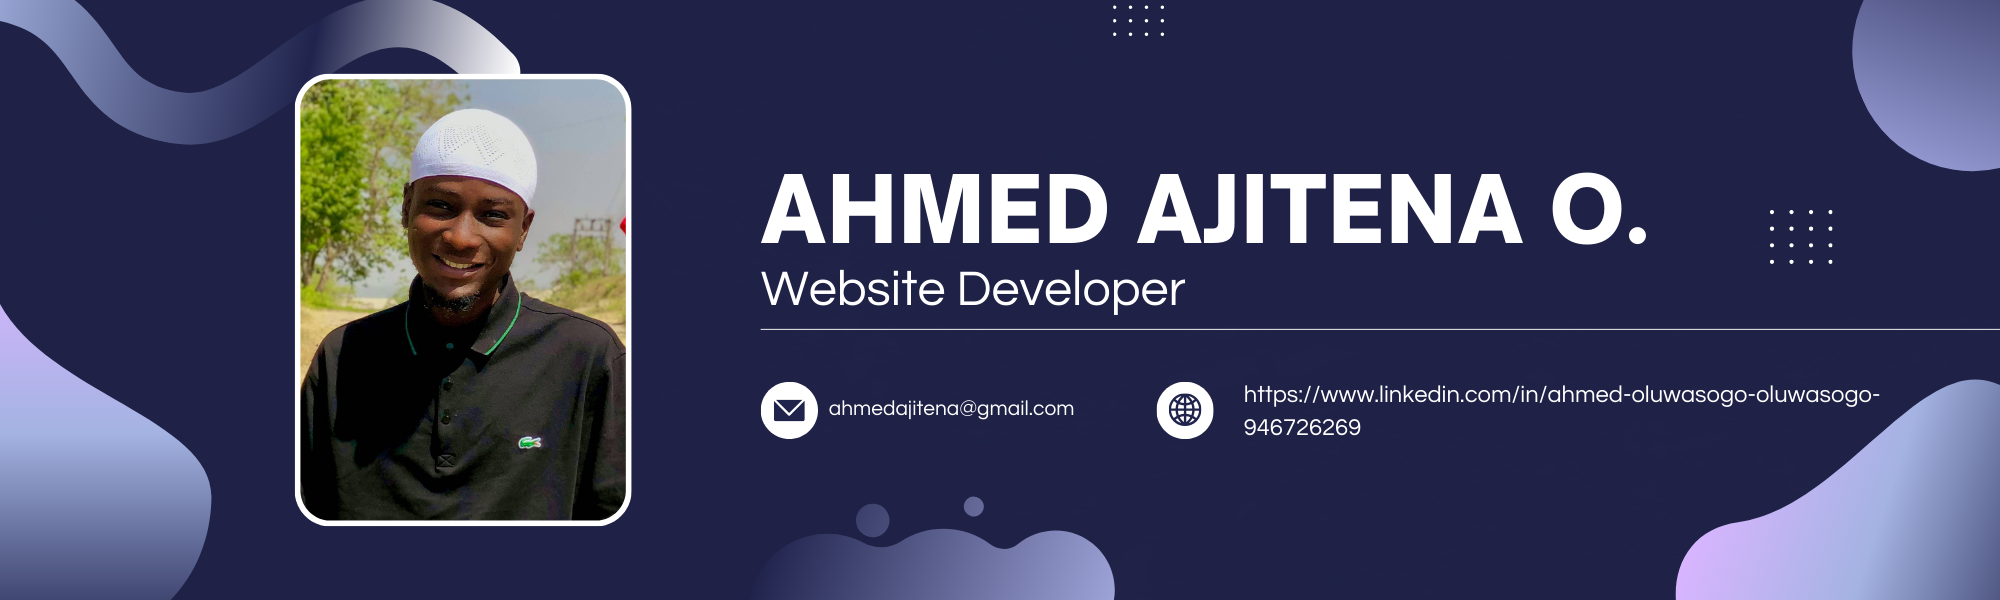 AHMED AJITENA O.
Website Developer
ahmedajitena@gmail.com
https://www.linkedin.com/in/ahmed-oluwasogo-oluwasogo-
946726269